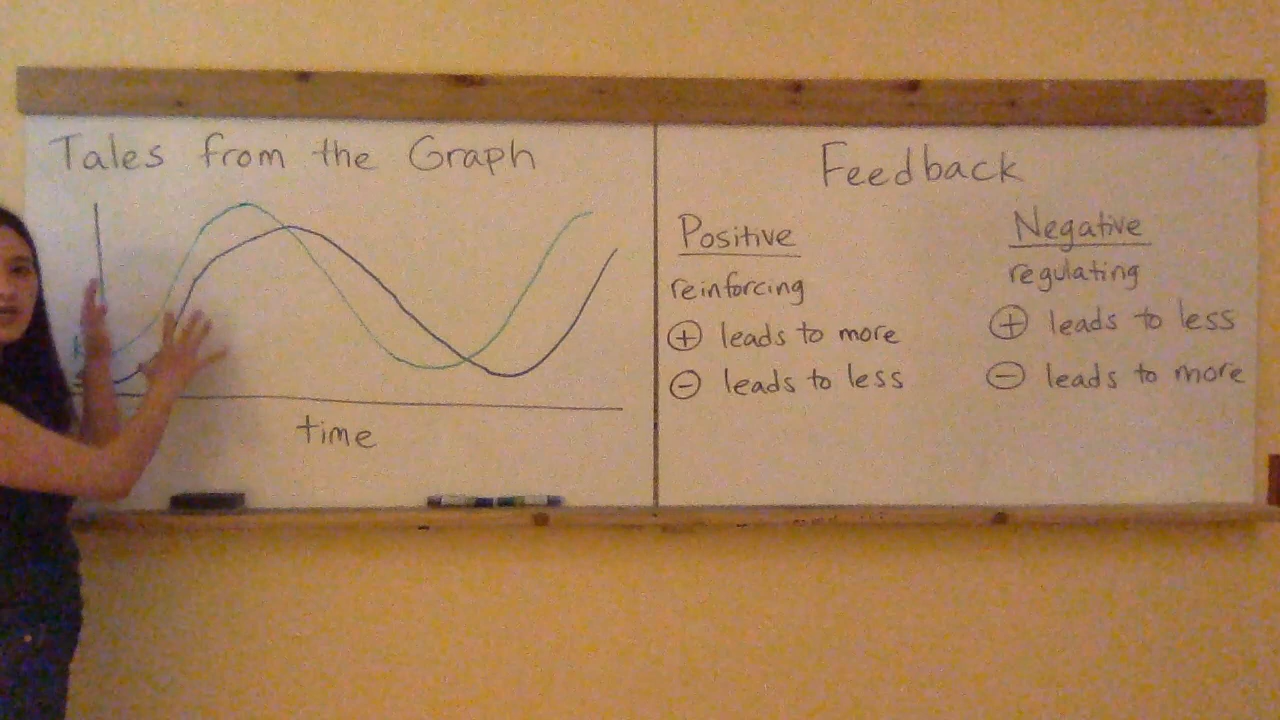 Tales from the Graph
time
Feedback
Positive
reinforcing
⊕ leads to more
⊖ leads to less
Negative
regulating
⊕ leads to less
⊖ leads to more